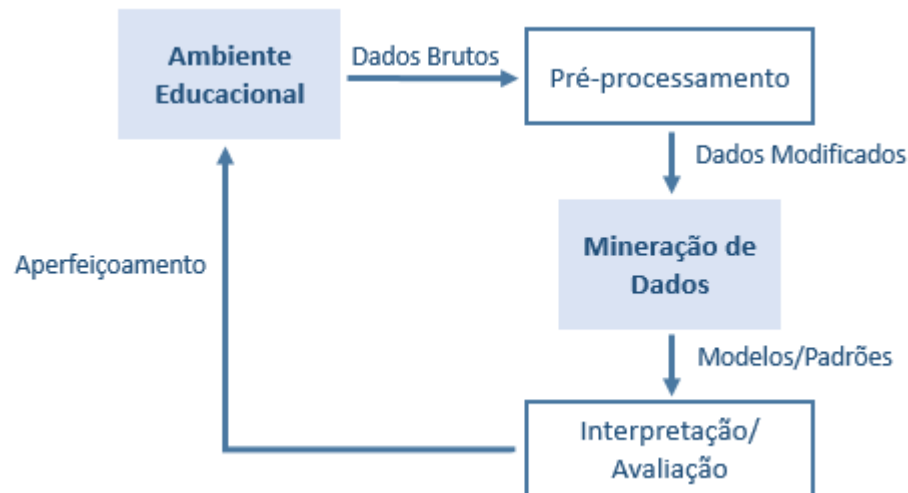 Ambiente
Educacional
Dados Brutos
Pré-processamento
Dados Modificados
Mineração de
Dados
Aperfeiçoamento
Modelos/Padrões
Interpretação/
Avaliação